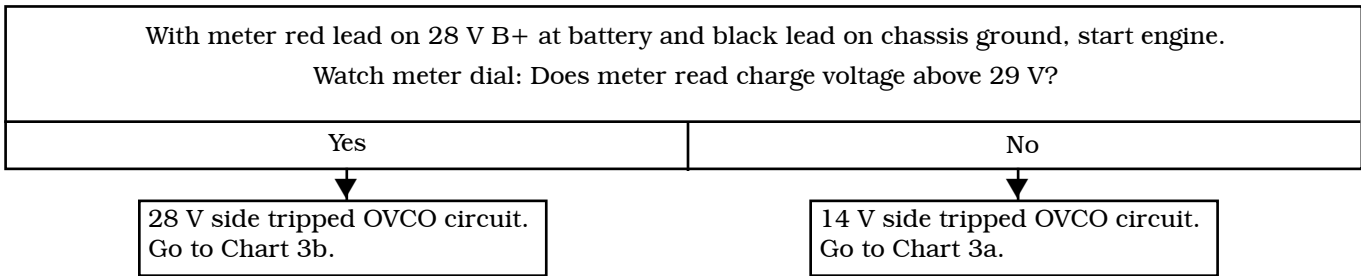 With meter red lead on 28 V B+ at battery and black lead on chassis ground, start engine.
Watch meter dial: Does meter read charge voltage above 29 V?
Yes
No
28 V side tripped OVCO circuit.
Go to Chart 3b.
14 V side tripped OVCO circuit.
Go to Chart 3a.